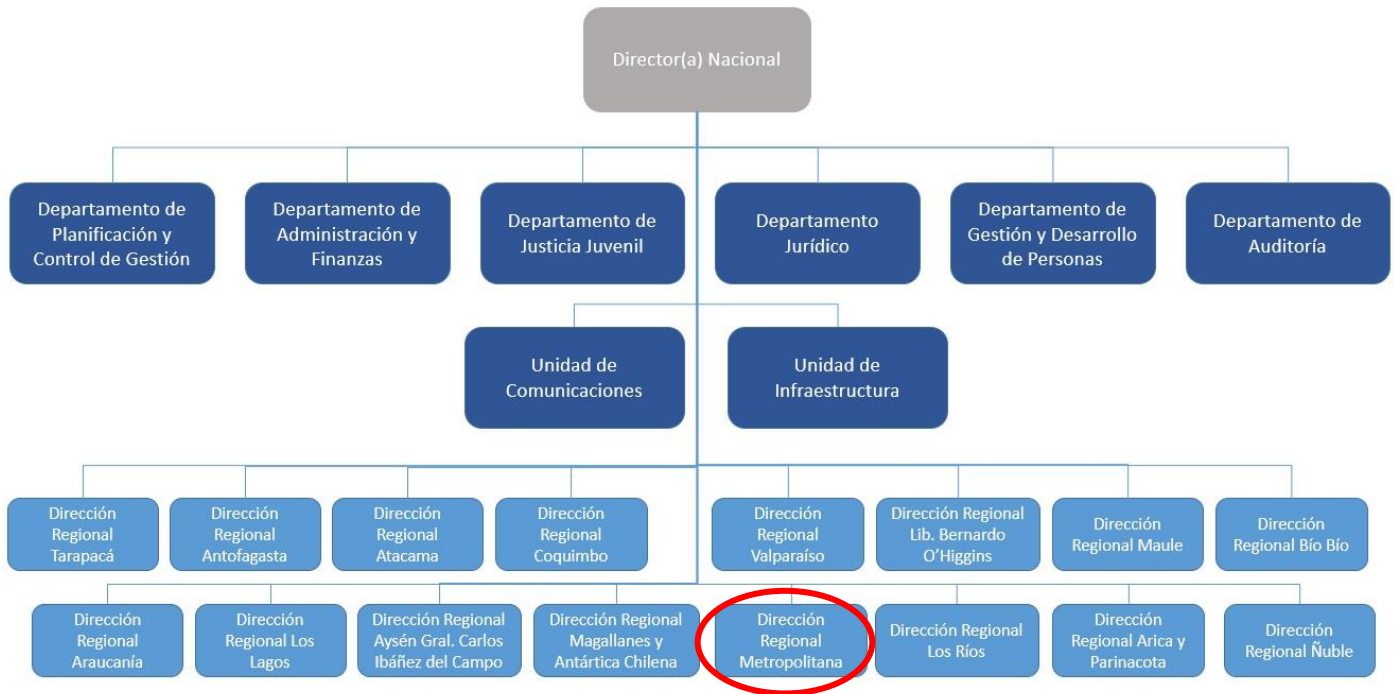 Director(a) Nacional
Departamento de
Planificación y
Control de Gestión
Departamento de
Administración y
Finanzas
Departamento de
Justicia Juvenil
Departamento
Jurídico
Departamento de
Gestión y Desarrollo
de Personas
Departamento de
Auditoría
Unidad de
Comunicaciones
Unidad de
Infraestructura
Dirección
Regional
Tarapacá
Dirección
Regional
Antofagasta
Dirección
Regional
Atacama
Dirección
Regional
Coquimbo
Dirección
Regional
Valparaíso
Dirección Regional
Lib. Bernardo
O’Higgins
Dirección
Regional Maule
Dirección
Regional Bío Bío
Dirección
Regional
Araucanía
Dirección
Regional Los
Lagos
Dirección Regional
Aysén Gral. Carlos
Ibáñez del Campo
Dirección Regional
Magallanes y
Antártica Chilena
Dirección
Regional
Metropolitana
Dirección Regional
Los Ríos
Dirección
Regional Arica y
Parinacota
Dirección
Regional Ñuble